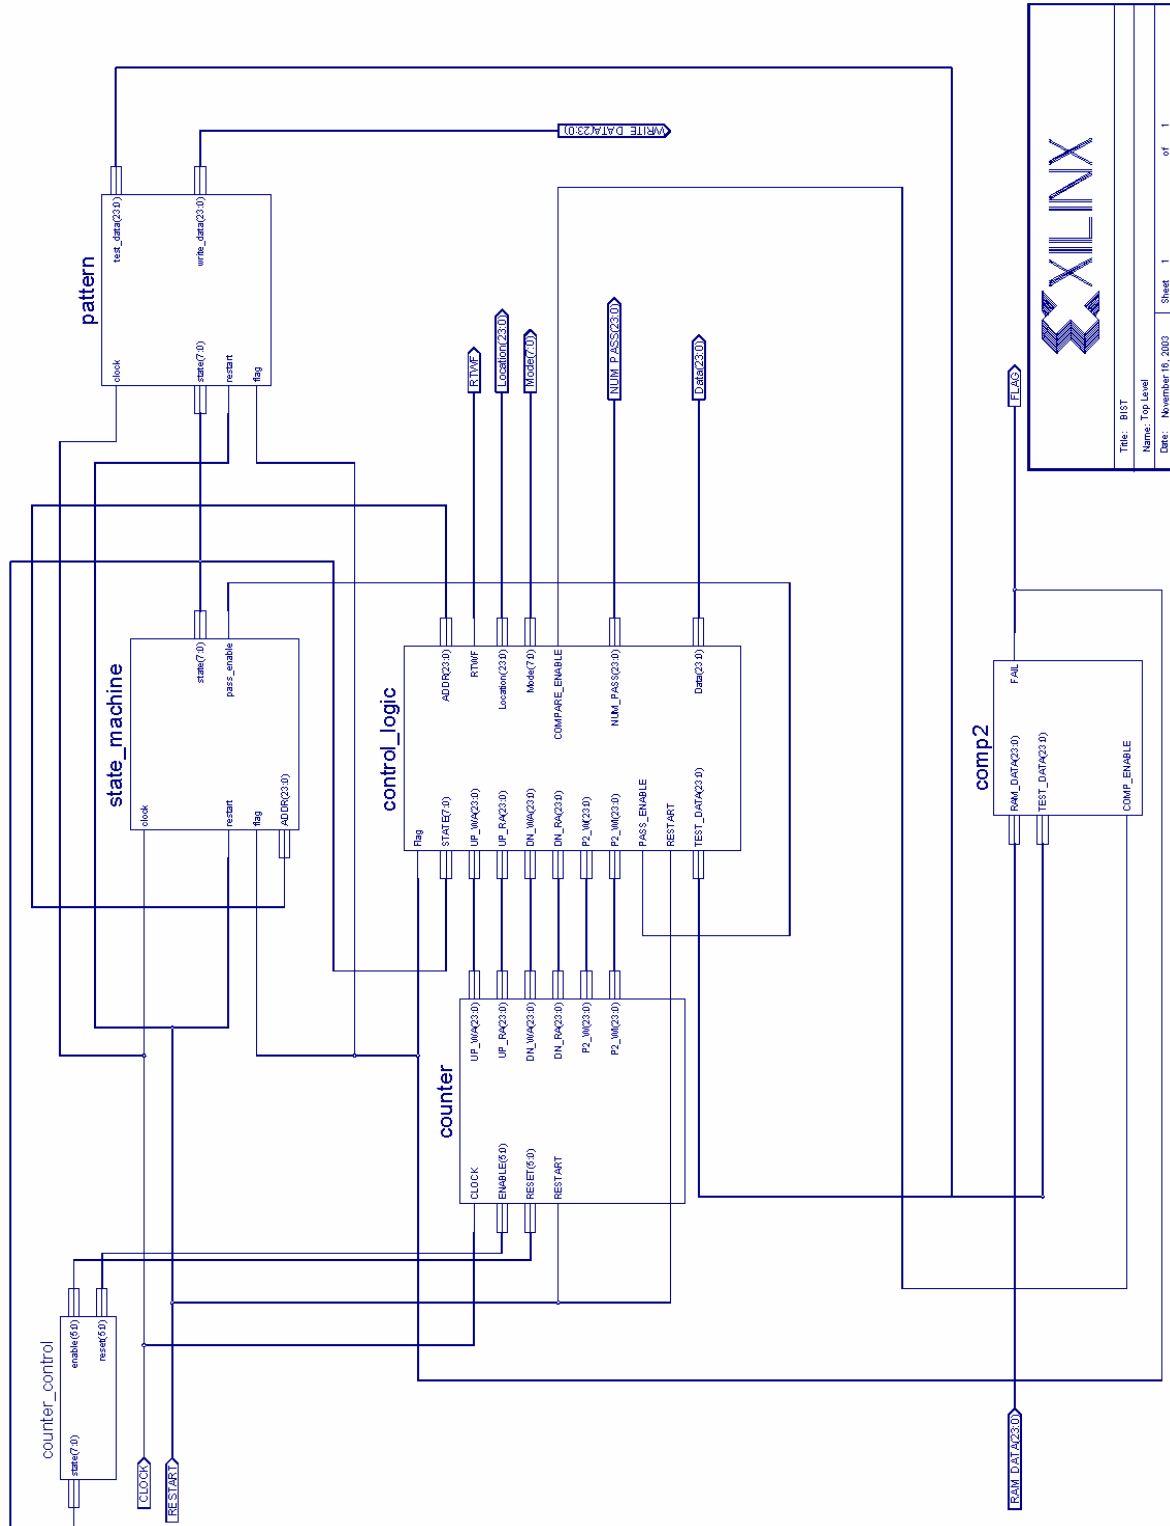 pattern
clock
state(7:0)
restart
flag
test_data(23:0)
write_data(23:0)
WRITE_DATA(23:0)
state_machine
clock
restart
flag
ADDR(23:0)
state(7:0)
pass_enable
control_logic
Flag
STATE(7:0)
UP_WA(23:0)
UP_RA(23:0)
DN_WA(23:0)
DN_RA(23:0)
P2_W(23:0)
P2_W(23:0)
PASS_ENABLE
RESTART
TEST_DATA(23:0)
ADDR(23:0)
RTWF
Location(23:0)
Mode(7:0)
COMPARE_ENABLE
NUM_PASS(23:0)
Data(23:0)
RTWF
Location(23:0)
Mode(7:0)
NUM_PASS(23:0)
Data(23:0)
counter
CLOCK
ENABLE(5:0)
RESET(5:0)
RESTART
UP_WA(23:0)
UP_RA(23:0)
DN_WA(23:0)
DN_RA(23:0)
P2_W(23:0)
counter_control
state(7:0)
enable(5:0)
reset(5:0)
CLOCK
RESTART
RAM_DATA(23:0)
comp2
RAM_DATA(23:0)
TEST_DATA(23:0)
COMP_ENABLE
FAIL
FLAG
XILINX
Title: BIST
Name: Top Level
Date: November 16, 2003 Sheet 1 of 1